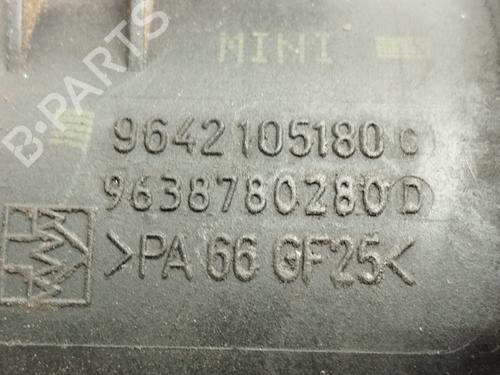 MINI
B-PARTS
9642105180 C
9638780280 D
>PA 66 GF25<